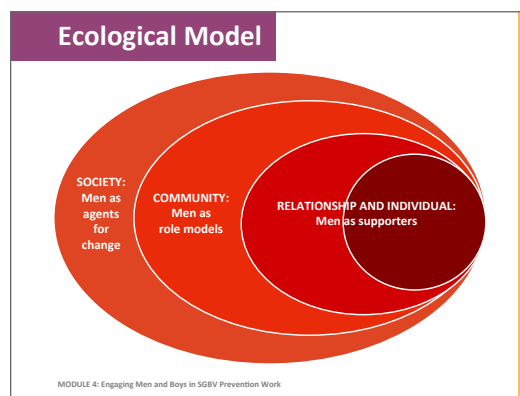 Ecological Model
SOCIETY:
Men as
agents
for
change
COMMUNITY:
Men as
role models
RELATIONSHIP AND INDIVIDUAL:
Men as supporters
MODULE 4: Engaging Men and Boys in SGBV Prevention Work